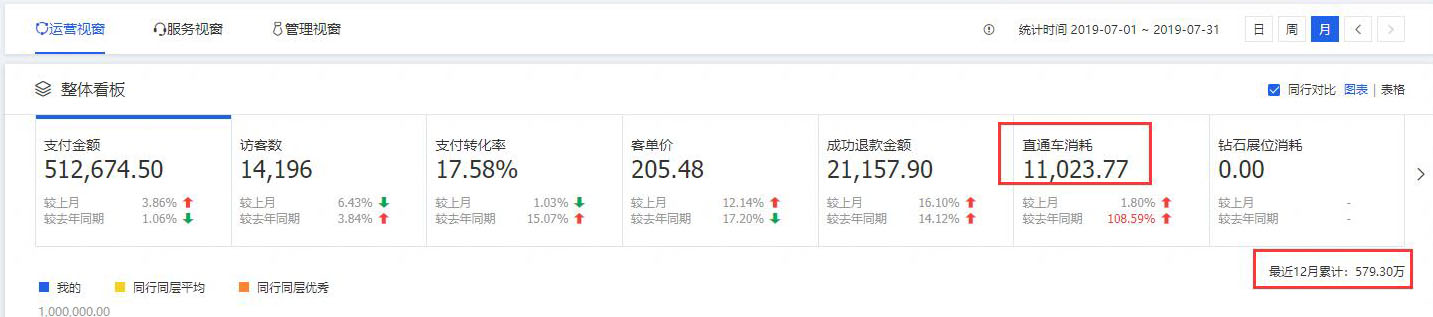 运营视窗 服务视窗 管理视窗 统计时间 2019-07-01 ~ 2019-07-31 日 周 月
整体看板 同行对比 图表 | 表格
支付金额 访客数 支付转化率 客单价 成功退款金额 直通车消耗 钻石展位消耗
512,674.50 14,196 17.58% 205.48 21,157.90 11,023.77 0.00
较上月 3.86% 较上月 6.43% 较上月 1.03% 较上月 12.14% 较上月 16.10% 较上月 1.80% 较上月 -
较去年同期 1.06% 较去年同期 3.84% 较去年同期 15.07% 较去年同期 17.20% 较去年同期 14.12% 较去年同期 108.59% 较去年同期 -
最近12月累计：579.30万
我的 同行同层平均 同行同层优秀
1,000,000.00